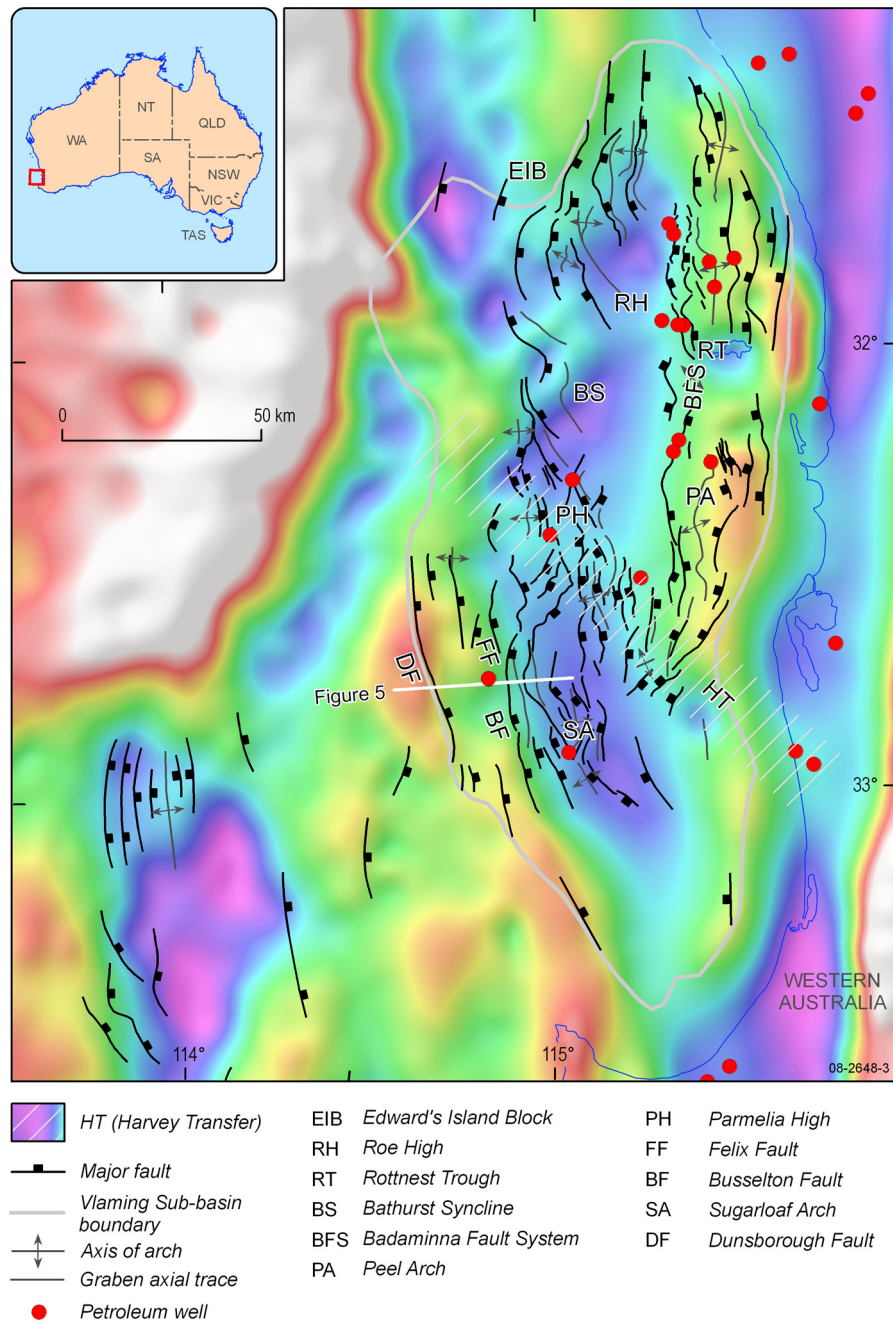 NT
WA
QLD
SA
NSW
VIC
TAS
EIB
RH
RT
32°
BS
BFS
0 50 km
PA
PH
FF
DF
HT
Figure 5
BF
SA
33°
WESTERN
AUSTRALIA
114°
115°
08-2648-3
HT (Harvey Transfer)
Major fault
Vlaming Sub-basin
boundary
Axis of arch
Graben axial trace
Petroleum well
EIB Edward's Island Block
RH Roe High
RT Rottnest Trough
BS Bathurst Syncline
BFS Badaminna Fault System
PA Peel Arch
PH Parmelia High
FF Felix Fault
BF Busselton Fault
SA Sugarloaf Arch
DF Dunsborough Fault